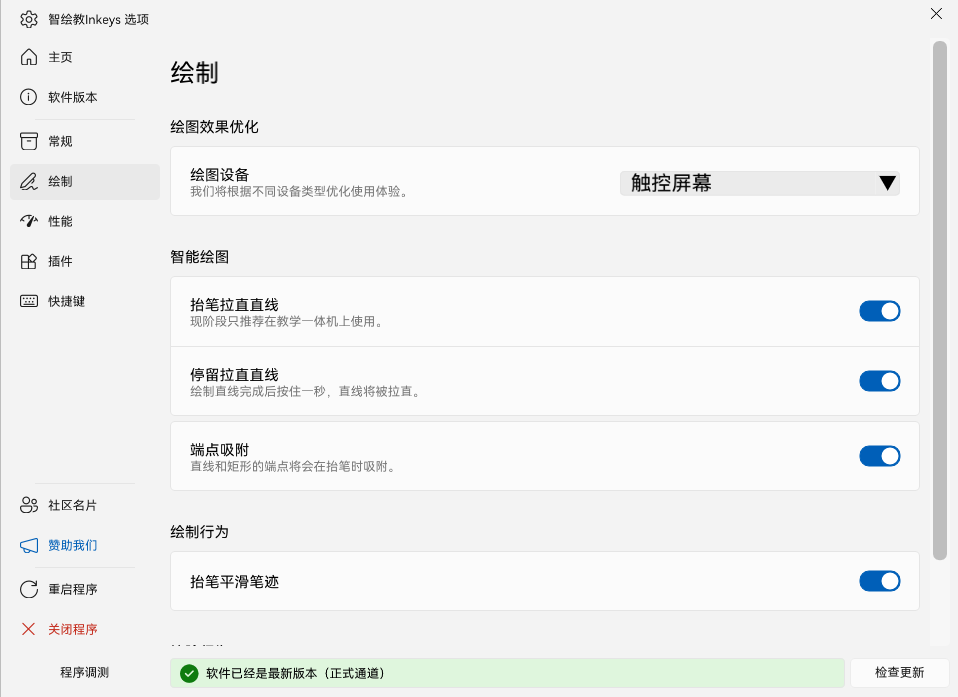 智绘教Inkeys 选项
主页
软件版本
常规
绘制
性能
插件
快捷键
社区名片
赞助我们
重启程序
关闭程序
程序调测
绘制
绘图效果优化
绘图设备
我们将根据不同设备类型优化使用体验。
触控屏幕
智能绘图
抬笔拉直直线
现阶段只推荐在教学一体机上使用。
停留拉直直线
绘制直线完成后按住一秒，直线将被拉直。
端点吸附
直线和矩形的端点将会在抬笔时吸附。
绘制行为
抬笔平滑笔迹
软件已经是最新版本（正式通道）
检查更新